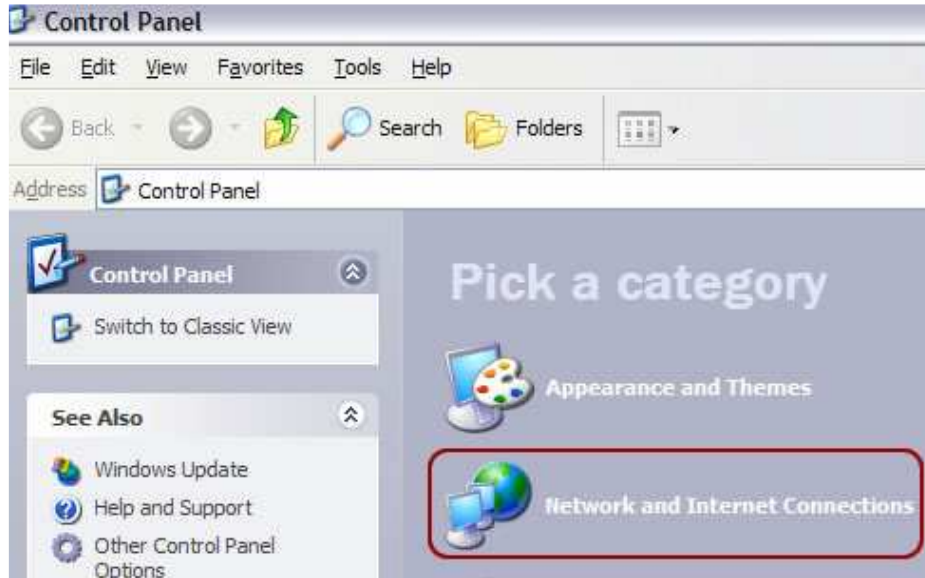 Control Panel
File Edit View Favorites Tools Help
Back Search Folders
Address Control Panel
Control Panel
Switch to Classic View
See Also
Windows Update
Help and Support
Other Control Panel
Options
Pick a category
Appearance and Themes
Network and Internet Connections